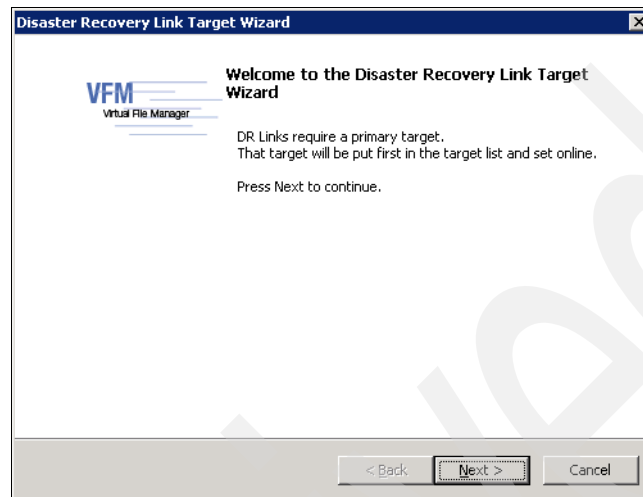 Disaster Recovery Link Target Wizard
VFM
Virtual File Manager
Welcome to the Disaster Recovery Link Target
Wizard
DR Links require a primary target.
That target will be put first in the target list and set online.
Press Next to continue.
< Back
Next >
Cancel